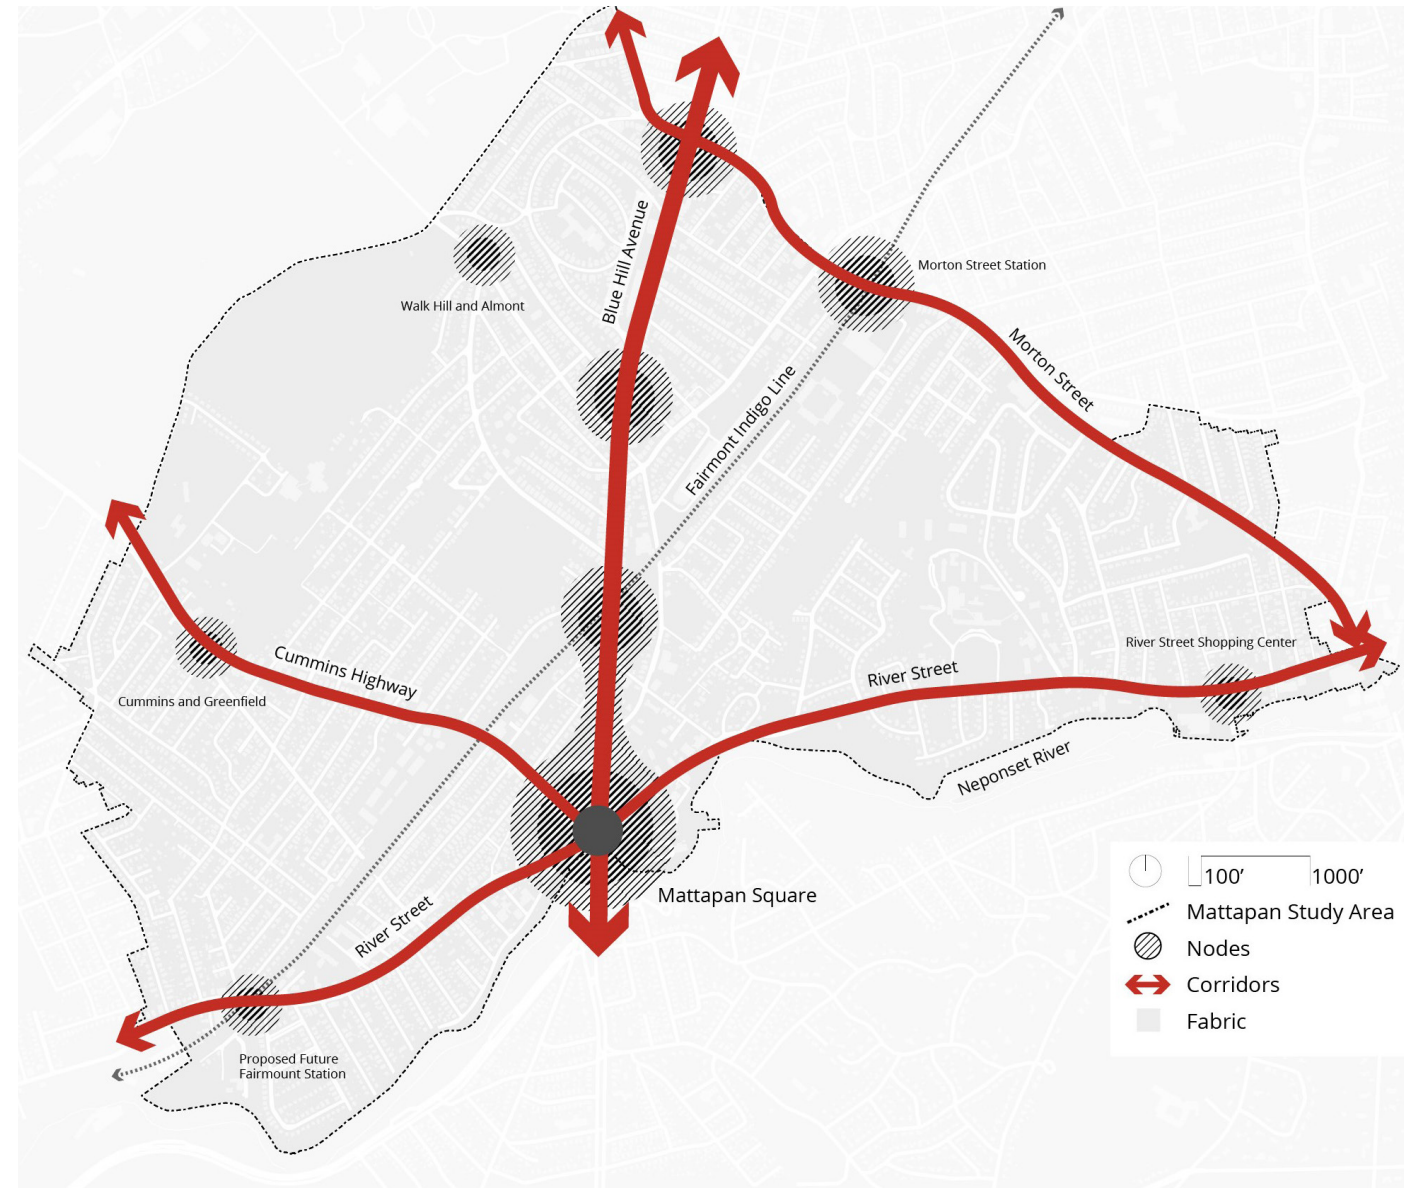 Morton Street Station
Walk Hill and Almont
Blue Hill Avenue
Morton Street
Fairmont Indigo Line
River Street Shopping Center
Cummins Highway
River Street
Cummins and Greenfield
Neponset River
Mattapan Square
River Street
Proposed Future
Fairmount Station
100’ 1000’
Mattapan Study Area
Nodes
Corridors
Fabric